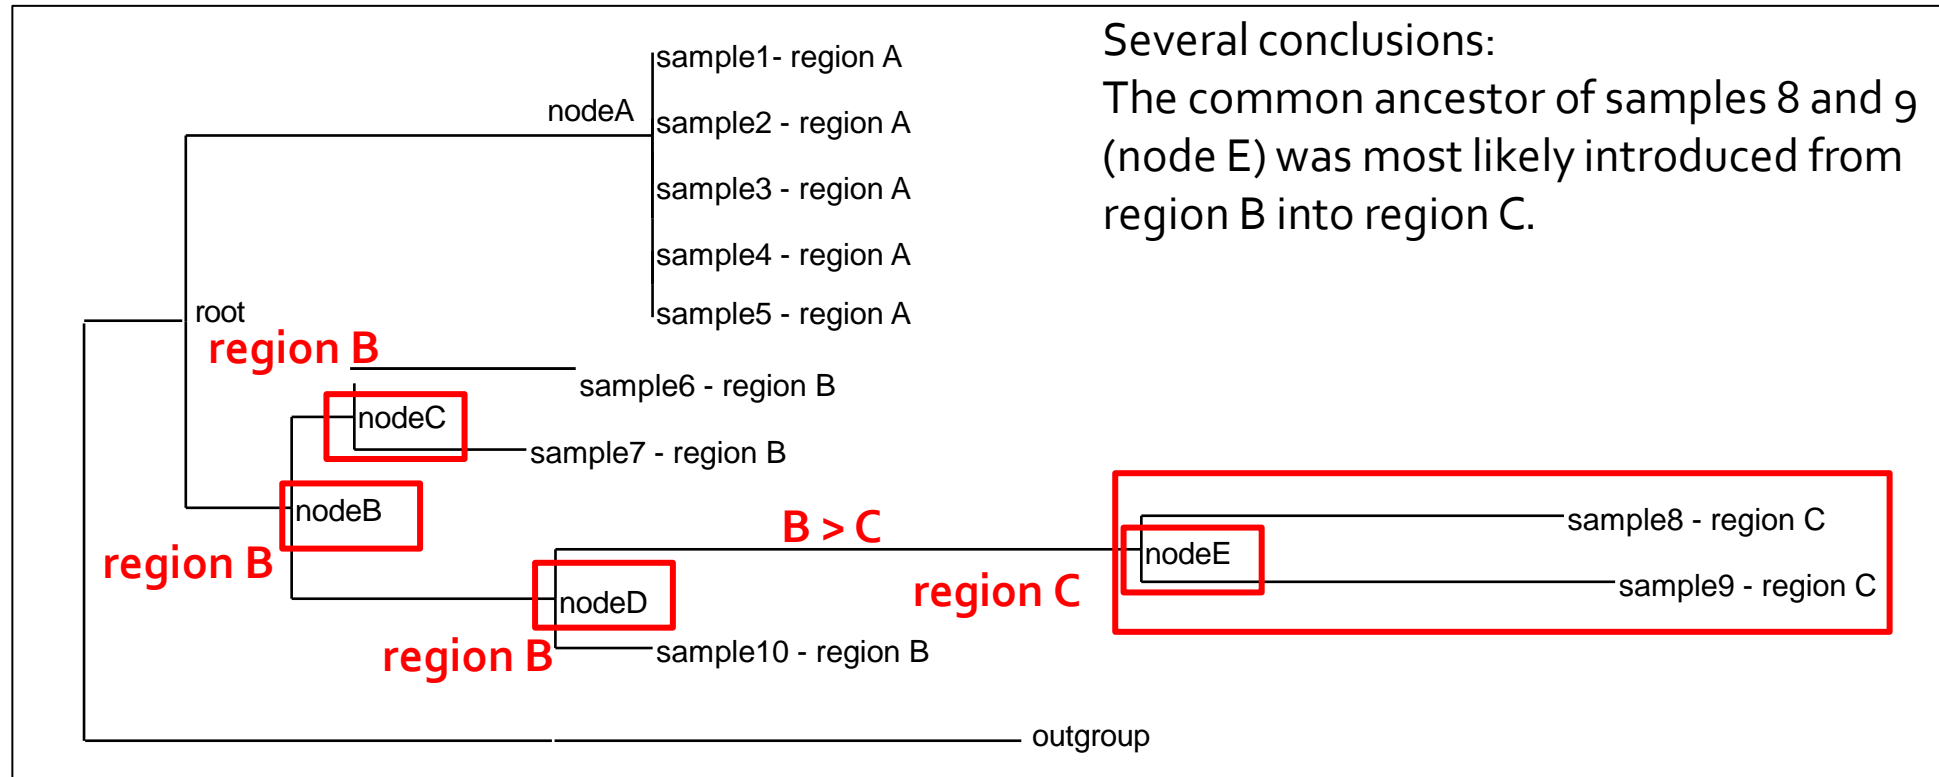 Several conclusions:
The common ancestor of samples 8 and 9
(node E) was most likely introduced from
region B into region C.
sample1- region A
nodeA
sample2 - region A
sample3 - region A
sample4 - region A
root
sample5 - region A
region B
sample6 - region B
nodeC
sample7 - region B
nodeB
B > C
sample8 - region C
region B
nodeE
nodeD
region C
sample9 - region C
region B
sample10 - region B
outgroup